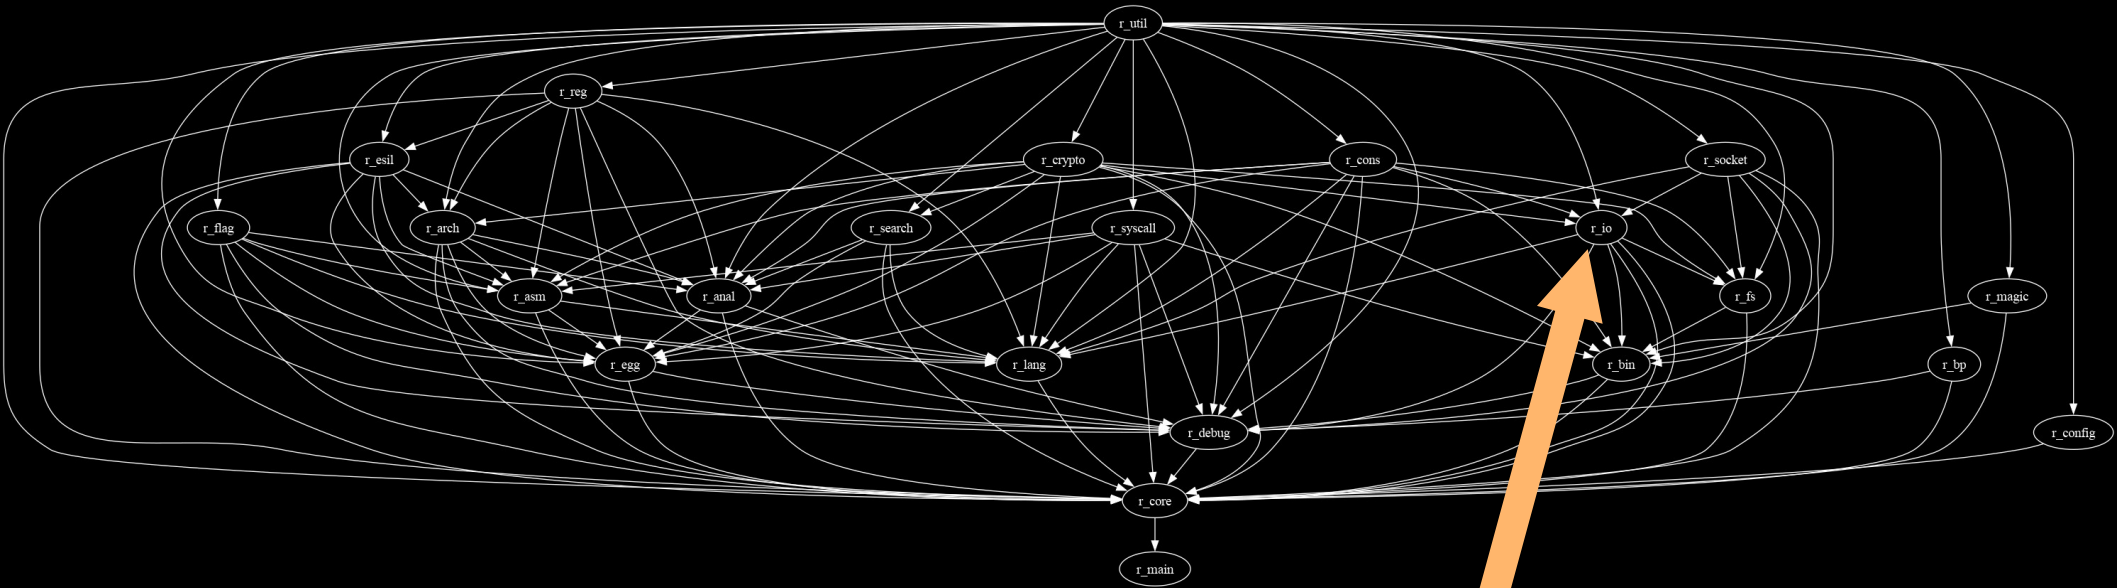 r_util
r_reg
r_esil
r_crypto
r_cons
r_socket
r_flag
r_arch
r_search
r_syscall
r_io
r_asm
r_anal
r_fs
r_magic
r_egg
r_lang
r_bin
r_bp
r_debug
r_config
r_core
r_main